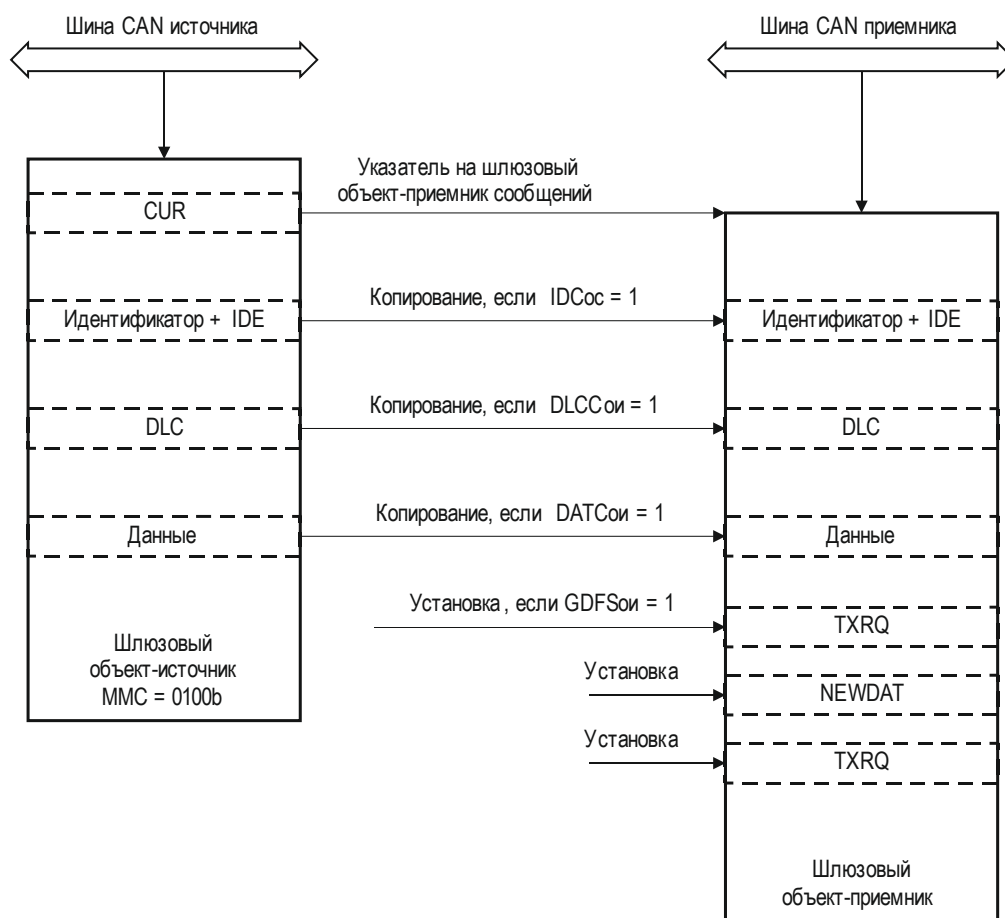 Шина CAN источника
Шина CAN приемника
Указатель на шлюзовый
объект-приемник сообщений
CUR
Копирование, если IDCос = 1
Идентификатор + IDE
Идентификатор + IDE
Копирование, если DLCCои = 1
DLC
DLC
Копирование, если DATCои = 1
Данные
Данные
Установка , если GDFSои = 1
TXRQ
Шлюзовый
объект-источник
MMC = 0100b
Установка
NEWDAT
Установка
TXRQ
Шлюзовый
объект-приемник